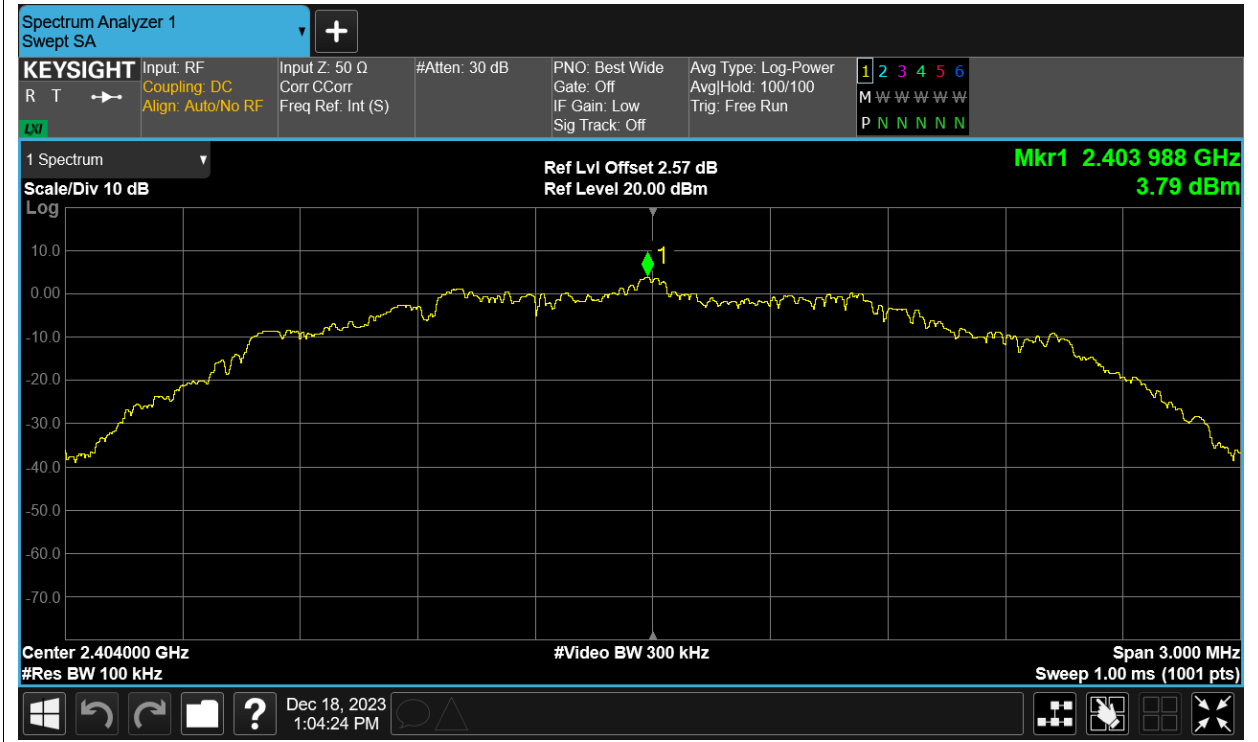 Spectrum Analyzer 1
Swept SA
KEYSIGHT
R T
LXI
Input: RF
Coupling: DC
Align: Auto/No RF
Input Z: 50 Ω
Corr CCorr
Freq Ref: Int (S)
#Atten: 30 dB
PNO: Best Wide
Gate: Off
IF Gain: Low
Sig Track: Off
Avg Type: Log-Power
Avg|Hold: 100/100
Trig: Free Run
1 2 3 4 5 6
M W W W W W
P N N N N N
1 Spectrum
Scale/Div 10 dB
Log
Ref Lvl Offset 2.57 dB
Ref Level 20.00 dBm
Mkr1 2.403 988 GHz
3.79 dBm
1
10.0
0.00
-10.0
-20.0
-30.0
-40.0
-50.0
-60.0
-70.0
Center 2.404000 GHz
#Video BW 300 kHz
Span 3.000 MHz
#Res BW 100 kHz
Sweep 1.00 ms (1001 pts)
?
Dec 18, 2023
1:04:24 PM